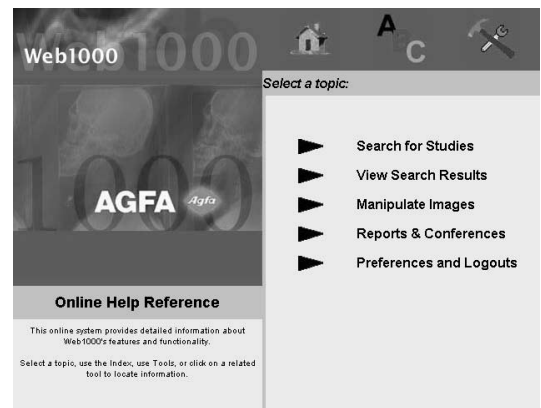 Web1000
A
C
Select a topic:
1000
AGFA Agfa
Search for Studies
View Search Results
Manipulate Images
Reports & Conferences
Preferences and Logouts
Online Help Reference
This online system provides detailed information about
Web1000's features and functionality.
Select a topic, use the Index, use Tools, or click on a related
tool to locate information.